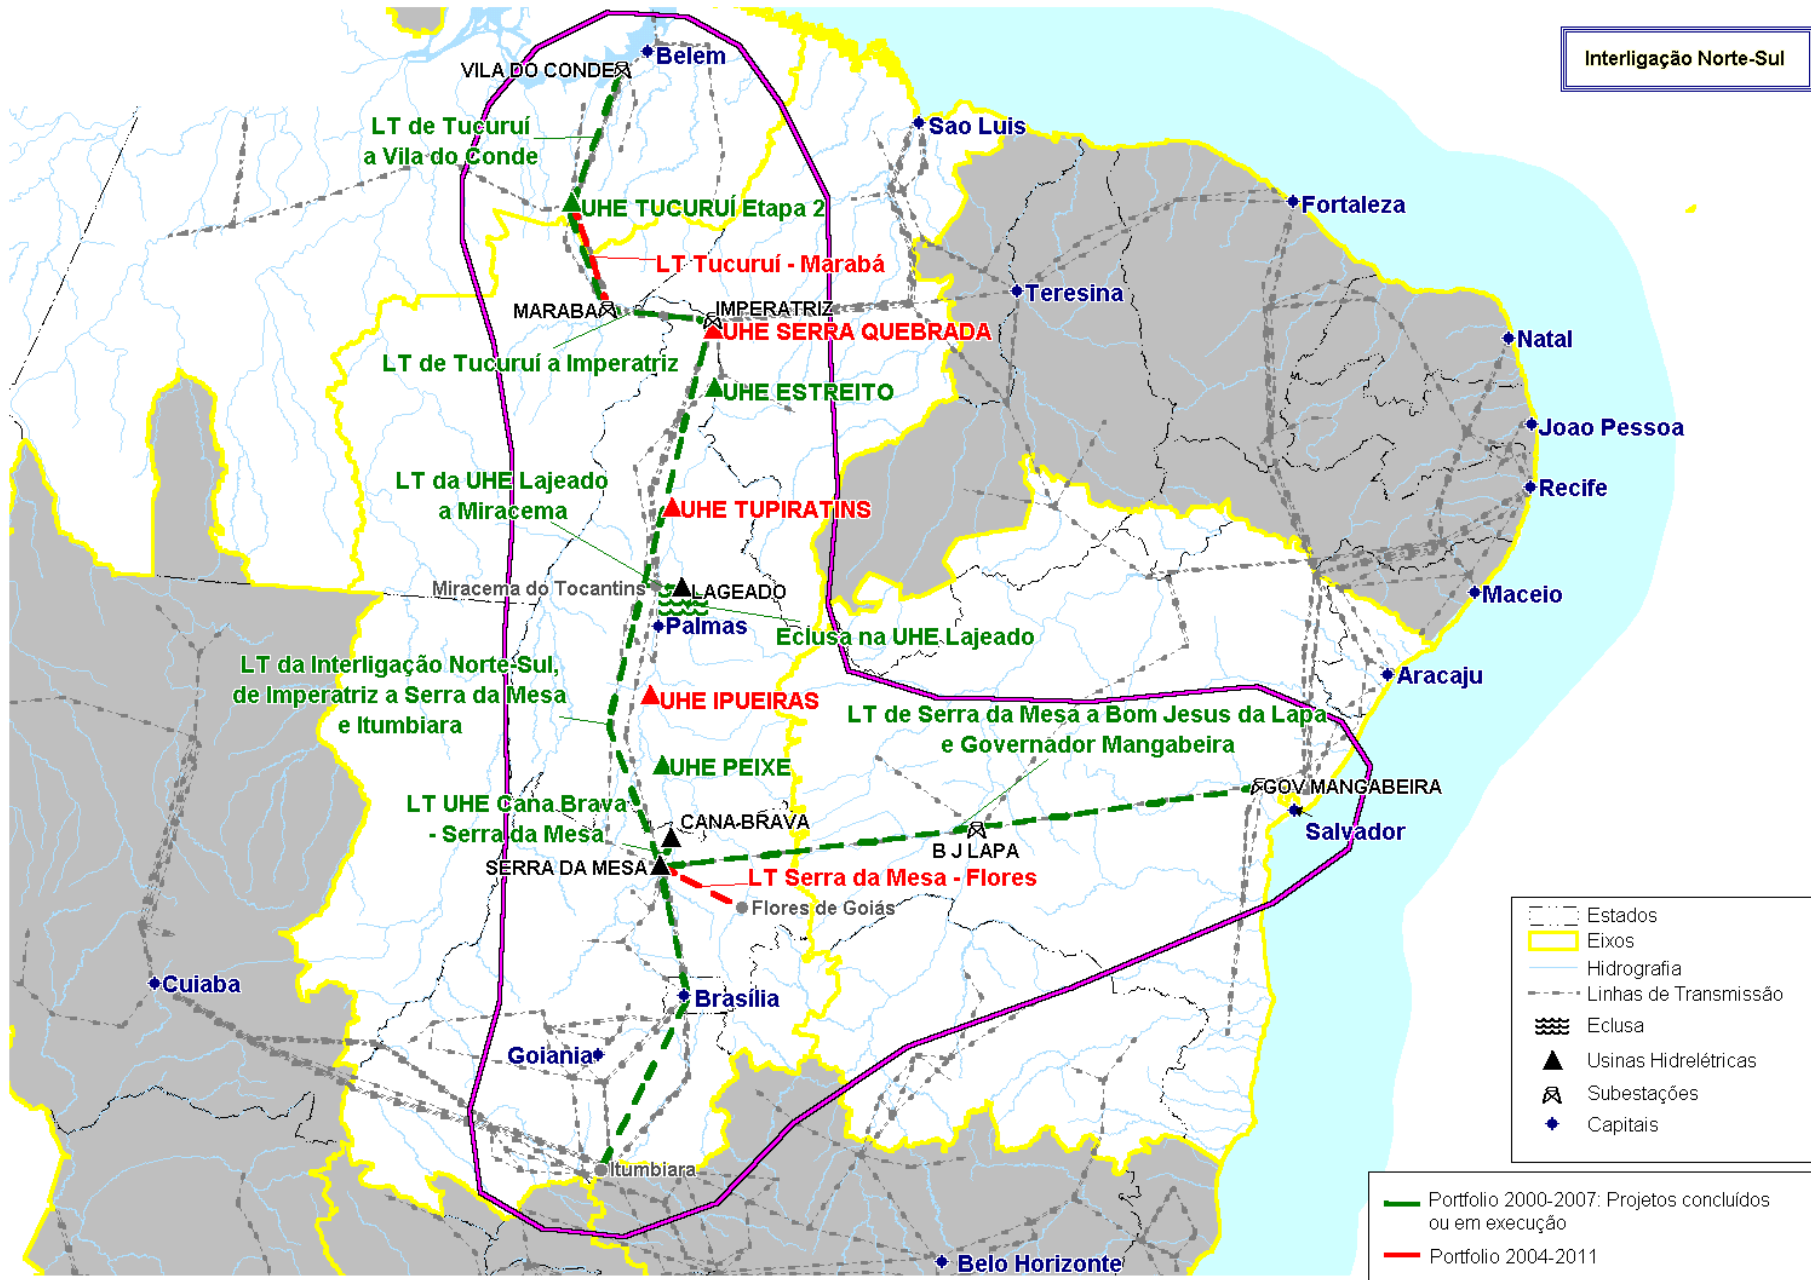 Interligação Norte-Sul
Belem
VILA DO CONDE
LT de Tucuruí
a Vila do Conde
Sao Luis
UHE TUCURUÍ Etapa 2
Fortaleza
LT Tucuruí - Marabá
Teresina
MARABA
IMPERATRIZ
UHE SERRA QUEBRADA
Natal
LT de Tucuruí a Imperatriz
UHE ESTREITO
Joao Pessoa
LT da UHE Lajeado
a Miracema
Recife
UHE TUPIRATINS
Miracema do Tocantins
LAGEADO
Maceio
Palmas
Eclusa na UHE Lajeado
LT da Interligação Norte-Sul,
de Imperatriz a Serra da Mesa
e Itumbiara
Aracaju
UHE IPUEIRAS
LT de Serra da Mesa a Bom Jesus da Lapa
e Governador Mangabeira
UHE PEIXE
GOV MANGABEIRA
LT UHE Cana Brava
- Serra da Mesa
CANA-BRAVA
Salvador
B J LAPA
SERRA DA MESA
LT Serra da Mesa - Flores
Flores de Goiás
Cuiaba
Brasília
Goiania
Itumbiara
Belo Horizonte
Estados
Eixos
Hidrografia
Linhas de Transmissão
Eclusa
Usinas Hidrelétricas
Subestações
Capitais
Portfolio 2000-2007: Projetos concluídos
ou em execução
Portfolio 2004-2011